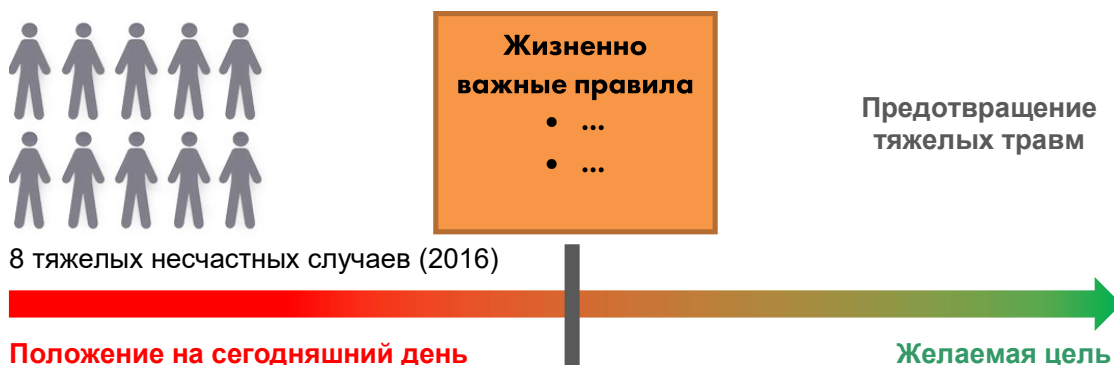 Жизненно
важные правила
• ...
• ...
Предотвращение
тяжелых травм
8 тяжелых несчастных случаев (2016)
Положение на сегодняшний день
Желаемая цель